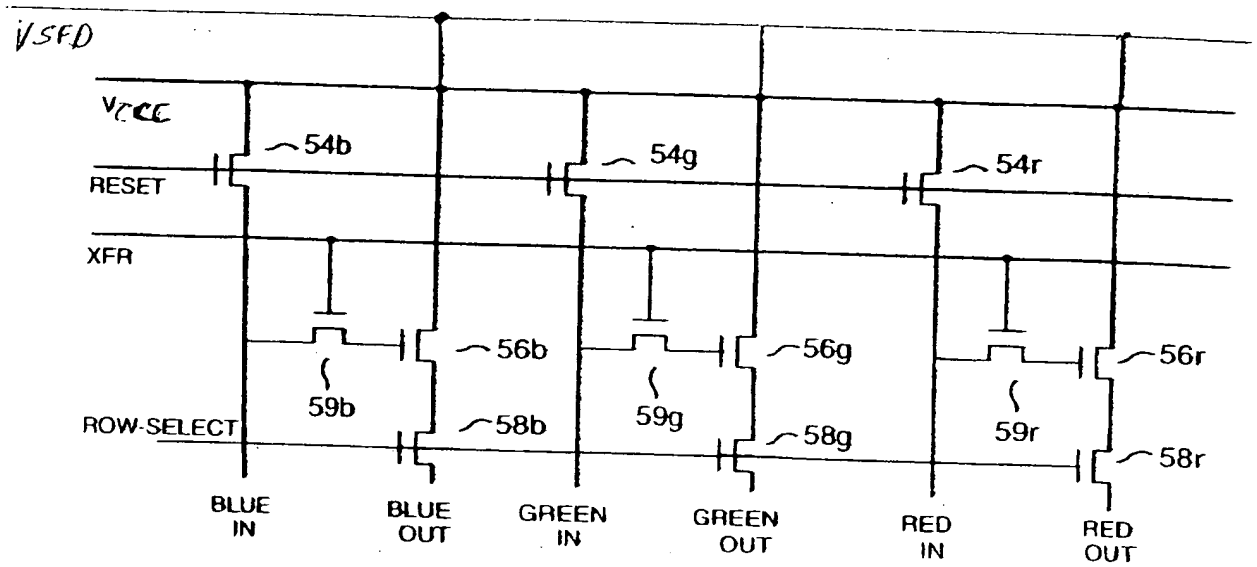 VSFD
54b
54g
54r
RESET
XFR
56b
56g
56r
59b
59g
59r
ROW-SELECT
58b
58g
58r
BLUE IN
BLUE OUT
GREEN IN
GREEN OUT
RED IN
RED OUT